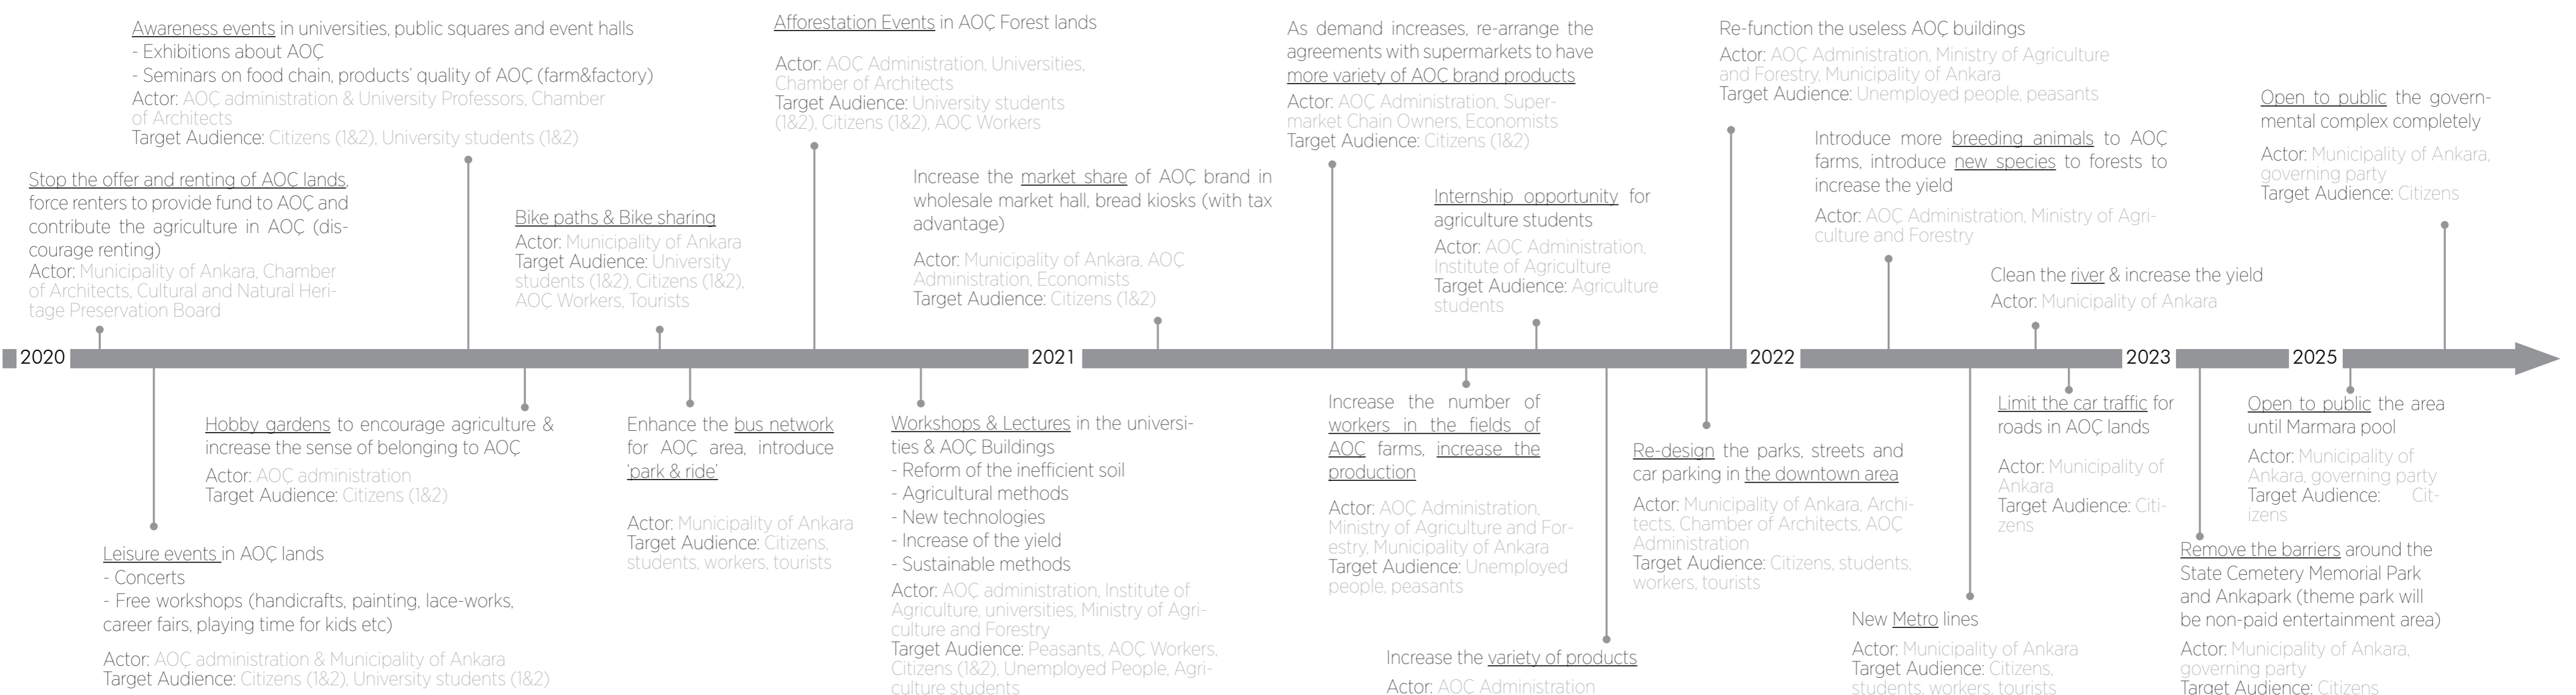 Awareness events in universities, public squares and event halls
- Exhibitions about AOÇ
- Seminars on food chain, products' quality of AOÇ (farm&factory)
Actor: AOÇ administration & University Professors, Chamber
of Architects
Target Audience: Citizens (1&2), University students (1&2)
Afforestation Events in AOÇ Forest lands
Actor: AOÇ Administration, Universities,
Chamber of Architects
Target Audience: University students
(1&2), Citizens (1&2), AOÇ Workers
As demand increases, re-arrange the
agreements with supermarkets to have
more variety of AOÇ brand products
Actor: AOÇ Administration, Super-
market Chain Owners, Economists
Target Audience: Citizens (1&2)
Re-function the useless AOÇ buildings
Actor: AOÇ Administration, Ministry of Agriculture
and Forestry, Municipality of Ankara
Target Audience: Unemployed people, peasants
Open to public the govern-
mental complex completely
Actor: Municipality of Ankara,
governing party
Target Audience: Citizens
Stop the offer and renting of AOÇ lands,
force renters to provide fund to AOÇ and
contribute the agriculture in AOÇ (dis-
courage renting)
Actor: Municipality of Ankara, Chamber
of Architects, Cultural and Natural Heri-
tage Preservation Board
Bike paths & Bike sharing
Actor: Municipality of Ankara
Target Audience: University
students (1&2), Citizens (1&2),
AOÇ Workers, Tourists
Increase the market share of AOÇ brand in
wholesale market hall, bread kiosks (with tax
advantage)
Actor: Municipality of Ankara, AOÇ
Administration, Economists
Target Audience: Citizens (1&2)
Internship opportunity for
agriculture students
Actor: AOÇ Administration,
Institute of Agriculture
Target Audience: Agriculture
students
Introduce more breeding animals to AOÇ
farms, introduce new species to forests to
increase the yield
Actor: AOÇ Administration, Ministry of Agri-
culture and Forestry
Clean the river & increase the yield
Actor: Municipality of Ankara
2020
2021
2022
2023
2025
Hobby gardens to encourage agriculture &
increase the sense of belonging to AOÇ
Actor: AOÇ administration
Target Audience: Citizens (1&2)
Leisure events in AOÇ lands
- Concerts
- Free workshops (handicrafts, painting, lace-works,
career fairs, playing time for kids etc)
Actor: AOÇ administration & Municipality of Ankara
Target Audience: Citizens (1&2), University students (1&2)
Enhance the bus network
for AOÇ area, introduce
'park & ride'
Actor: Municipality of Ankara
Target Audience: Citizens,
students, workers, tourists
Workshops & Lectures in the universi-
ties & AOÇ Buildings
- Reform of the inefficient soil
- Agricultural methods
- New technologies
- Increase of the yield
- Sustainable methods
Actor: AOÇ administration, Institute of
Agriculture, universities, Ministry of Agri-
culture and Forestry
Target Audience: Peasants, AOÇ Workers,
Citizens (1&2), Unemployed People, Agri-
culture students
Increase the number of
workers in the fields of
AOÇ farms, increase the
production
Actor: AOÇ Administration,
Ministry of Agriculture and For-
estry, Municipality of Ankara
Target Audience: Unemployed
people, peasants
Increase the variety of products
Actor: AOÇ Administration
Re-design the parks, streets and
car parking in the downtown area
Actor: Municipality of Ankara, Archi-
tects, Chamber of Architects, AOÇ
Administration
Target Audience: Citizens, students,
workers, tourists
New Metro lines
Actor: Municipality of Ankara
Target Audience: Citizens,
students, workers, tourists
Limit the car traffic for
roads in AOÇ lands
Actor: Municipality of
Ankara
Target Audience: Citi-
zens
Open to public the area
until Marmara pool
Actor: Municipality of
Ankara, governing party
Target Audience: Cit-
izens
Remove the barriers around the
State Cemetery Memorial Park
and Ankapark (theme park will
be non-paid entertainment area)
Actor: Municipality of Ankara,
governing party
Target Audience: Citizens